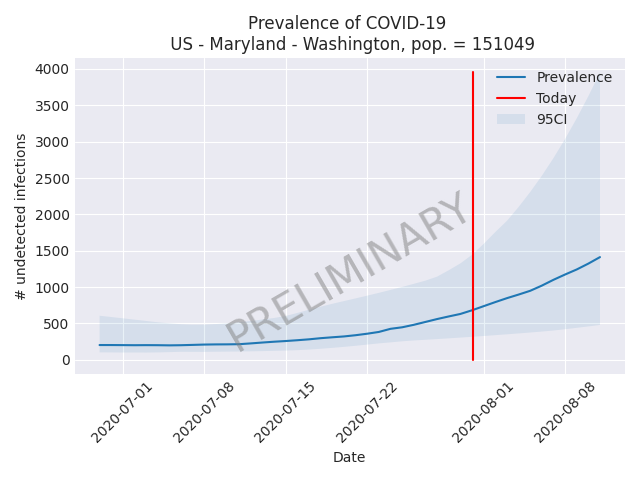 Prevalence of COVID-19
US - Maryland - Washington, pop. = 151049
4000
3500
3000
2500
2000
1500
1000
500
0
# undetected infections
Prevalence
Today
95CI
PRELIMINARY
2020-07-01
2020-07-08
2020-07-15
2020-07-22
2020-08-01
2020-08-08
Date